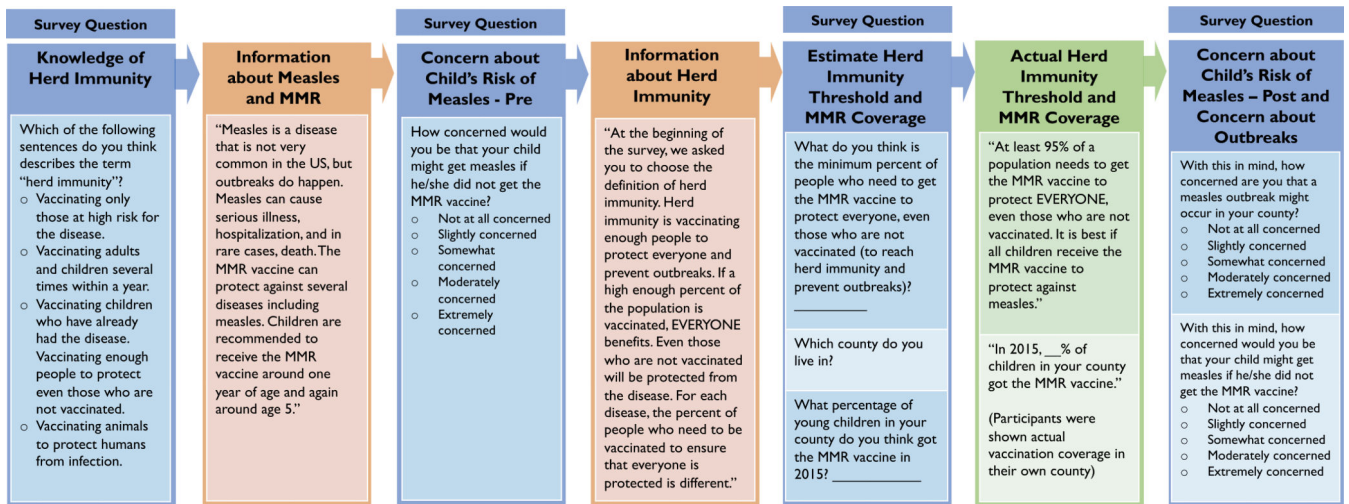 Survey Question
Knowledge of
Herd Immunity
Which of the following
sentences do you think
describes the term
“herd immunity”?
o Vaccinating only
those at high risk for
the disease.
o Vaccinating adults
and children several
times within a year.
o Vaccinating children
who have already
had the disease.
Vaccinating enough
people to protect
even those who are
not vaccinated.
o Vaccinating animals
to protect humans
from infection.
Information
about Measles
and MMR
“Measles is a disease
that is not very
common in the US, but
outbreaks do happen.
Measles can cause
serious illness,
hospitalization, and in
rare cases, death. The
MMR vaccine can
protect against several
diseases including
measles. Children are
recommended to
receive the MMR
vaccine around one
year of age and again
around age 5.”
Survey Question
Concern about
Child’s Risk of
Measles - Pre
How concerned would
you be that your child
might get measles if
he/she did not get the
MMR vaccine?
o Not at all concerned
o Slightly concerned
o Somewhat
concerned
o Moderately
concerned
o Extremely
concerned
Information
about Herd
Immunity
“At the beginning of
the survey, we asked
you to choose the
definition of herd
immunity. Herd
immunity is vaccinating
enough people to
protect everyone and
prevent outbreaks. If a
high enough percent of
the population is
vaccinated, EVERYONE
benefits. Even those
who are not vaccinated
will be protected from
the disease. For each
disease, the percent of
people who need to be
vaccinated to ensure
that everyone is
protected is different.”
Survey Question
Estimate Herd
Immunity
Threshold and
MMR Coverage
What do you think is
the minimum percent of
people who need to get
the MMR vaccine to
protect everyone, even
those who are not
vaccinated (to reach
herd immunity and
prevent outbreaks)?
__________
Which county do you
live in?
What percentage of
young children in your
county do you think got
the MMR vaccine in
2015? __________
Actual Herd
Immunity
Threshold and
MMR Coverage
“At least 95% of a
population needs to get
the MMR vaccine to
protect EVERYONE,
even those who are not
vaccinated. It is best if
all children receive the
MMR vaccine to
protect against
measles.”
“In 2015, __% of
children in your county
got the MMR vaccine.”
(Participants were
shown actual
vaccination coverage in
their own county)
Survey Question
Concern about
Child’s Risk of
Measles – Post and
Concern about
Outbreaks
With this in mind, how
concerned are you that a
measles outbreak might
occur in your county?
o Not at all concerned
o Slightly concerned
o Somewhat concerned
o Moderately concerned
o Extremely concerned
With this in mind, how
concerned would you be
that your child might get
measles if he/she did not
get the MMR vaccine?
o Not at all concerned
o Slightly concerned
o Somewhat concerned
o Moderately concerned
o Extremely concerned